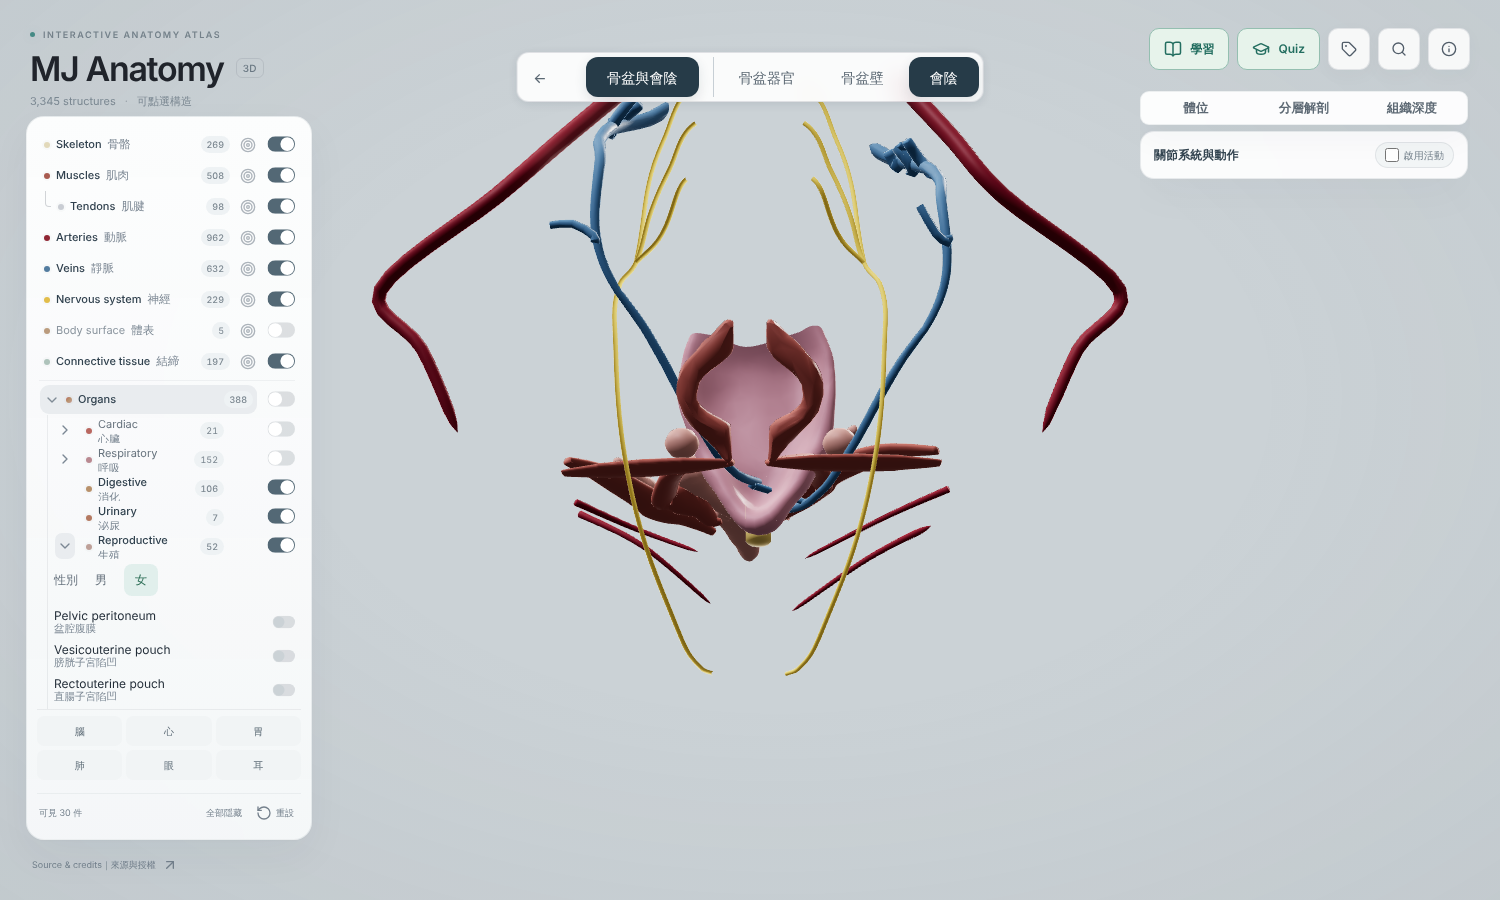 INTERACTIVE ANATOMY ATLAS
MJ Anatomy 3D
3,345 structures · 可點選構造
Skeleton 骨骼 269
Muscles 肌肉 508
Tendons 肌腱 98
Arteries 動脈 962
Veins 靜脈 632
Nervous system 神經 229
Body surface 體表 5
Connective tissue 結締 197
Organs 388
Cardiac 21
心臟
Respiratory 152
呼吸
Digestive 106
消化
Urinary 7
泌尿
Reproductive 52
生殖
性別 男 女
Pelvic peritoneum
盆腔腹膜
Vesicouterine pouch
膀胱子宮陷凹
Rectouterine pouch
直腸子宮陷凹
腦 心 胃
肺 眼 耳
可見 30 件 全部隱藏 重設
Source & credits | 來源與授權
骨盆與會陰 骨盆器官 骨盆壁 會陰
學習 Quiz
體位 分層解剖 組織深度
關節系統與動作 啟用活動